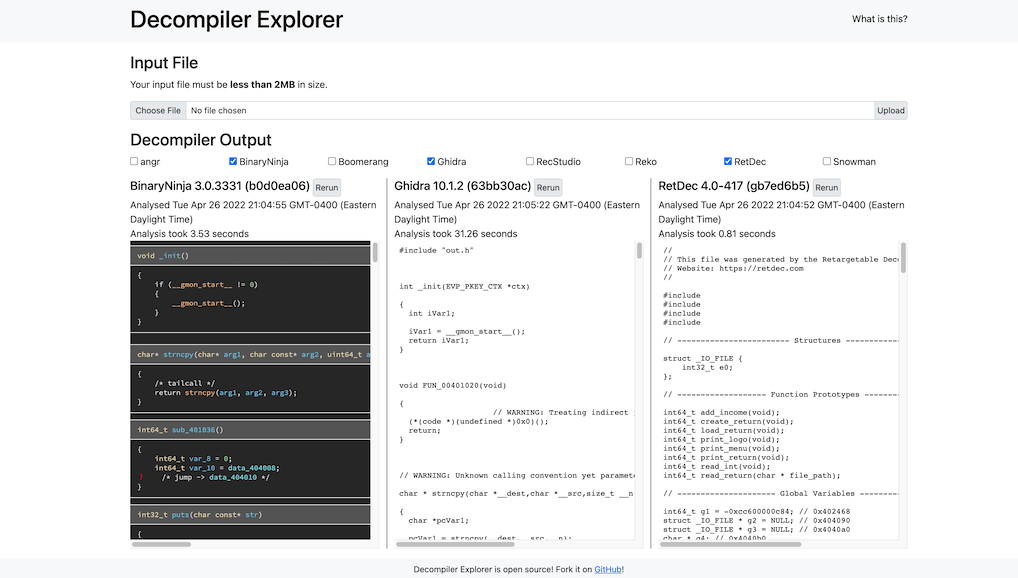 Decompiler Explorer
What is this?
Input File
Your input file must be less than 2MB in size.
Choose File No file chosen Upload
Decompiler Output
angr BinaryNinja Boomerang Ghidra RecStudio Reko RetDec Snowman
BinaryNinja 3.0.3331 (b0d0ea06) Rerun
Analysed Tue Apr 26 2022 21:04:55 GMT-0400 (Eastern
Daylight Time)
Analysis took 3.53 seconds
void _init()
{
if (__gmon_start__ != 0)
{
__gmon_start__();
}
}
char* strncpy(char* arg1, char const* arg2, uint64_t a
{
/* tailcall */
return strncpy(arg1, arg2, arg3);
}
int64_t sub_401036()
{
int64_t var_8 = 0;
int64_t var_10 = data_404008;
? /* jump -> data_404010 */
}
int32_t puts(char const* str)
{
Ghidra 10.1.2 (63bb30ac) Rerun
Analysed Tue Apr 26 2022 21:05:22 GMT-0400 (Eastern
Daylight Time)
Analysis took 31.26 seconds
#include "out.h"
int _init(EVP_PKEY_CTX *ctx)
{
int iVar1;
iVar1 = __gmon_start__();
return iVar1;
}
void FUN_00401020(void)
{
// WARNING: Treating indirect
(*(code *)(undefined *)0x0)();
return;
}
// WARNING: Unknown calling convention yet paramete
char * strncpy(char *__dest,char *__src,size_t __n
{
char *pcVar1;
pcVar1 = strncpy(__dest,__src,__n);
RetDec 4.0-417 (gb7ed6b5) Rerun
Analysed Tue Apr 26 2022 21:04:52 GMT-0400 (Eastern
Daylight Time)
Analysis took 0.81 seconds
//
// This file was generated by the Retargetable Dec
// Website: https://retdec.com
//
#include
#include
#include
#include
// ------------------------ Structures ------------
struct _IO_FILE {
int32_t e0;
};
// ------------------- Function Prototypes --------
int64_t add_income(void);
int64_t create_return(void);
int64_t load_return(void);
int64_t print_logo(void);
int64_t print_menu(void);
int64_t print_return(void);
int64_t read_int(void);
int64_t read_return(char * file_path);
// --------------------- Global Variables ---------
int64_t g1 = -0xcc600000c84; // 0x402468
struct _IO_FILE * g2 = NULL; // 0x404090
struct _IO_FILE * g3 = NULL; // 0x4040a0
char * g4; // 0x4040b0
Decompiler Explorer is open source! Fork it on GitHub!